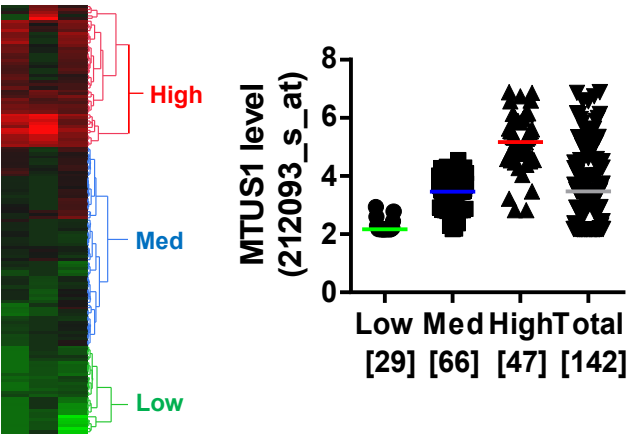 High
Med
Low
MTUS1 level
(212093_s_at)
8
6
4
2
0
Low Med High Total
[29] [66] [47] [142]